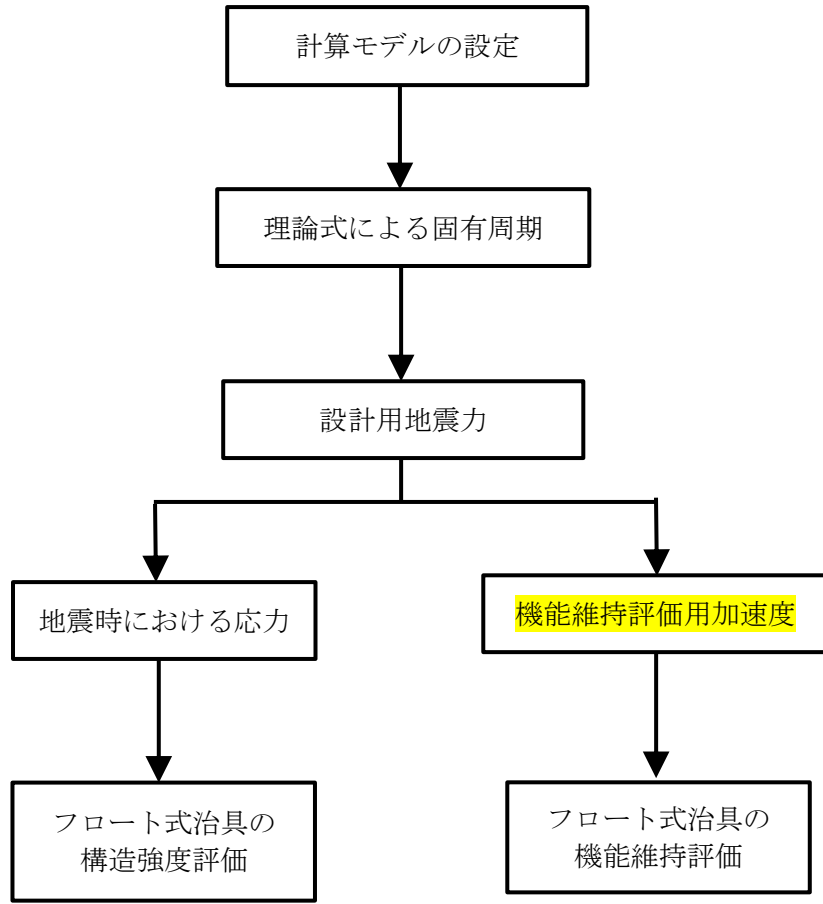 計算モデルの設定
理論式による固有周期
設計用地震力
地震時における応力
機能維持評価用加速度
フロート式治具の
構造強度評価
フロート式治具の
機能維持評価